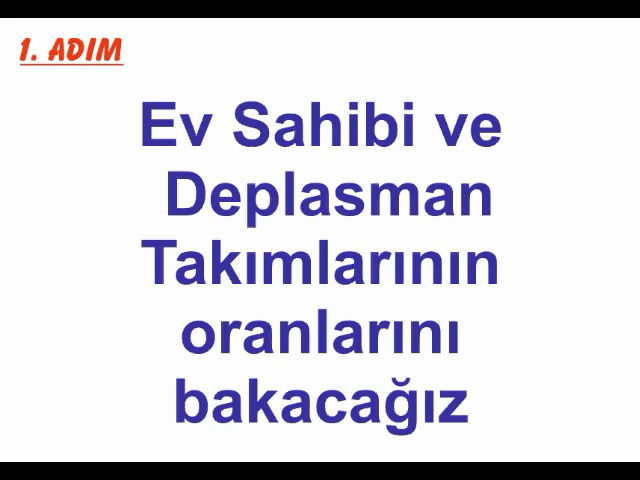 1. ADIM
Ev Sahibi ve
Deplasman
Takımlarının
oranlarını
bakacağız